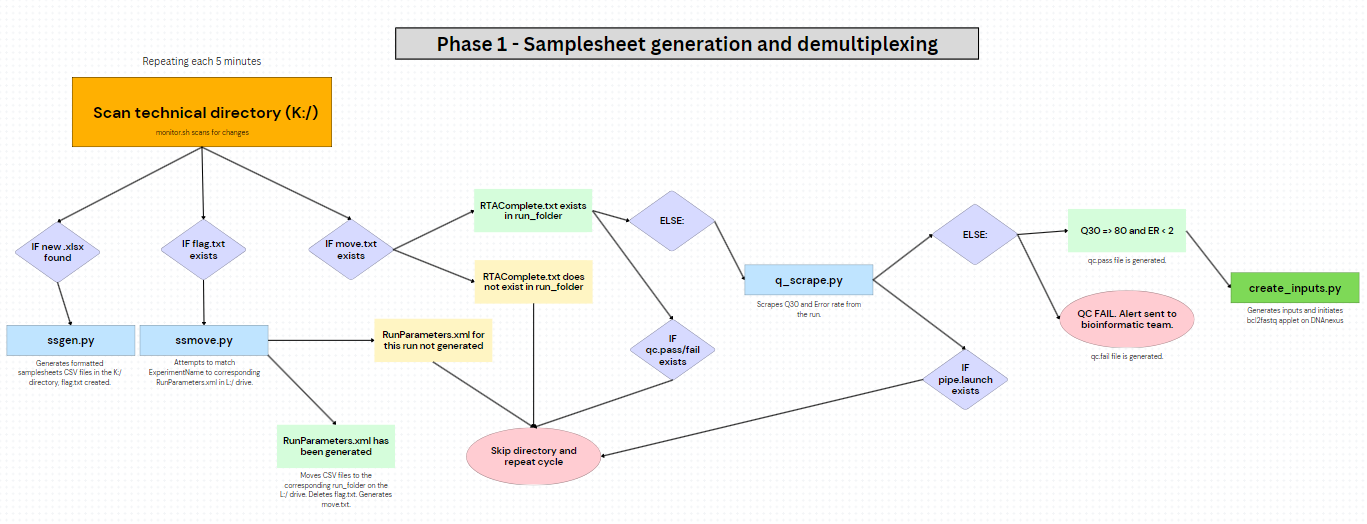 Phase 1 - Samplesheet generation and demultiplexing
Repeating each 5 minutes
Scan technical directory (K:/)
monitor.sh scans for changes
IF new .xlsx
found
IF flag.txt
exists
IF move.txt
exists
ssgen.py
Generates formatted
samplesheets CSV files in the K:/
directory, flag.txt created.
ssmove.py
Attempts to match
ExperimentName to corresponding
RunParameters.xml in L:/ drive.
RTAComplete.txt exists
in run_folder
RTAComplete.txt does
not exist in run_folder
RunParameters.xml for
this run not generated
RunParameters.xml has
been generated
Moves CSV files to the
corresponding run_folder on the
L:/ drive. Deletes flag.txt. Generates
move.txt.
Skip directory and
repeat cycle
ELSE:
IF
qc.pass/fail
exists
q_scrape.py
Scrapes Q30 and Error rate from
the run.
ELSE:
IF
pipe.launch
exists
Q30 => 80 and ER < 2
qc.pass file is generated.
QC FAIL. Alert sent to
bioinformatic team.
qc.fail file is generated.
create_inputs.py
Generates inputs and initiates
bcl2fastq applet on DNAnexus